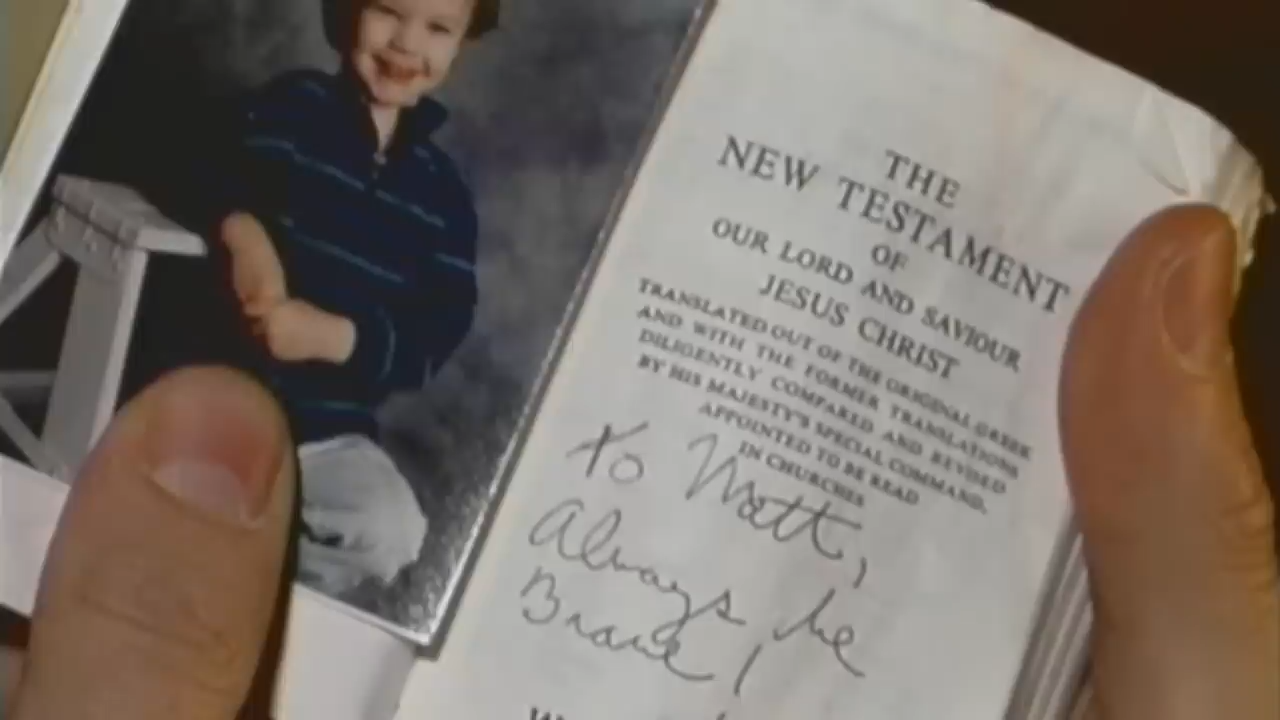 THE
NEW TESTAMENT
OF
OUR LORD AND SAVIOUR
JESUS CHRIST
TRANSLATED OUT OF THE ORIGINAL GREEK
AND WITH THE FORMER TRANSLATIONS
DILIGENTLY COMPARED AND REVISED
BY HIS MAJESTY'S SPECIAL COMMAND,
APPOINTED TO BE READ
IN CHURCHES
To Matt,
Always be
Brave!